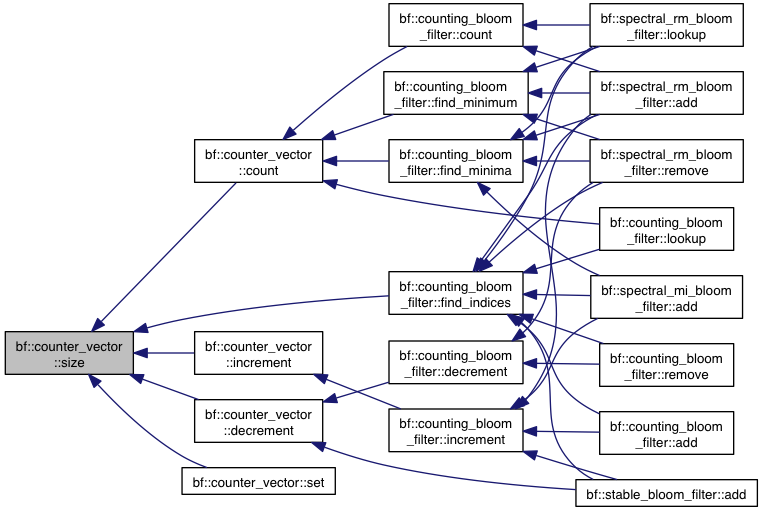 bf::counter_vector
::size
bf::counter_vector
::count
bf::counter_vector
::increment
bf::counter_vector
::decrement
bf::counter_vector::set
bf::counting_bloom
_filter::count
bf::counting_bloom
_filter::find_minimum
bf::counting_bloom
_filter::find_minima
bf::counting_bloom
_filter::find_indices
bf::counting_bloom
_filter::decrement
bf::counting_bloom
_filter::increment
bf::spectral_rm_bloom
_filter::lookup
bf::spectral_rm_bloom
_filter::add
bf::spectral_rm_bloom
_filter::remove
bf::counting_bloom
_filter::lookup
bf::spectral_mi_bloom
_filter::add
bf::counting_bloom
_filter::remove
bf::counting_bloom
_filter::add
bf::stable_bloom_filter::add